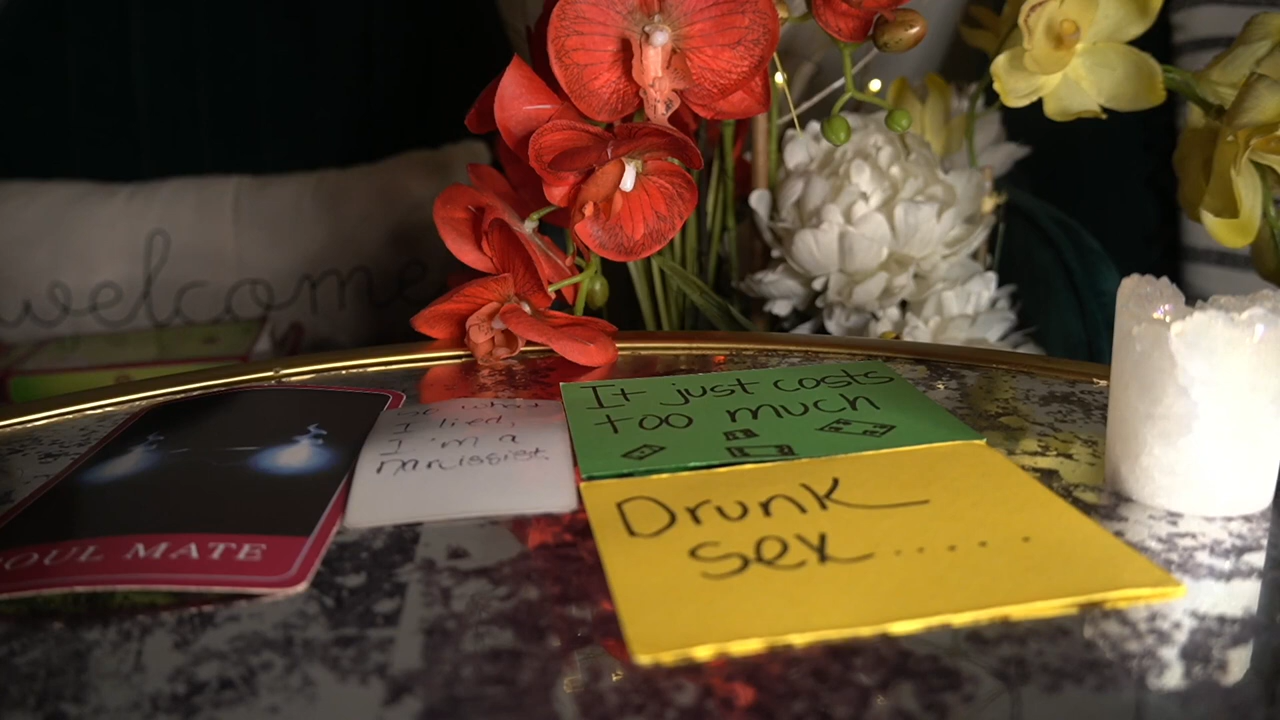 welcome
SOUL MATE
I lied,
I'm a
narcissist.
It just costs
too much
Drunk
sex......